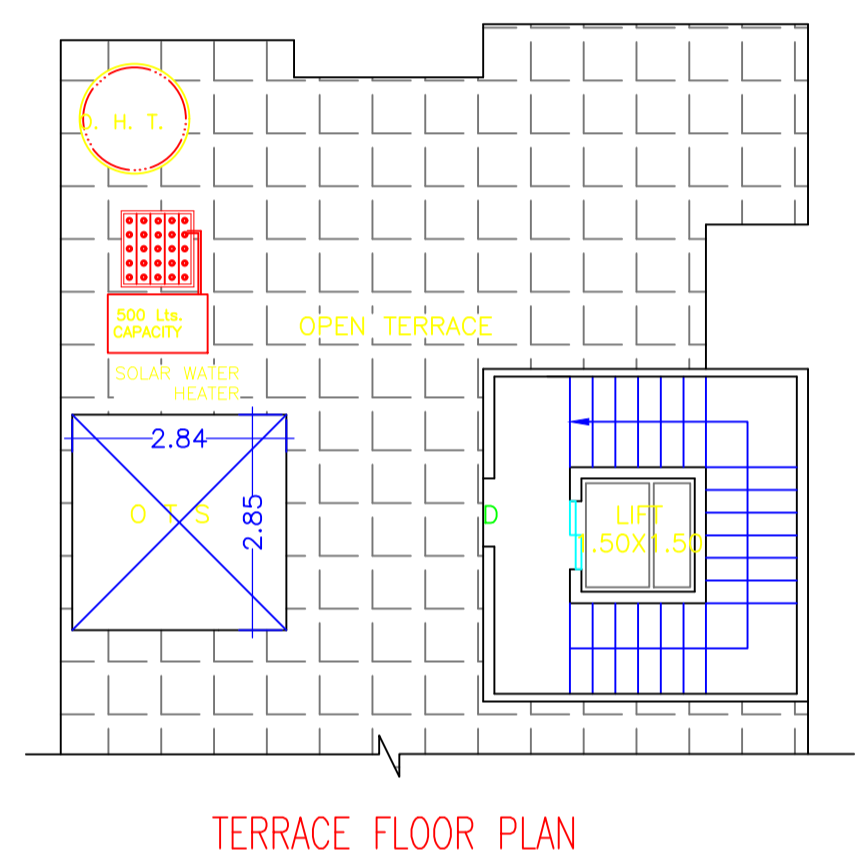 D. H. T.
500 Lts.
CAPACITY
OPEN TERRACE
SOLAR WATER
HEATER
2.84
2.85
O T S
D
LIFT
1.50X1.50
TERRACE FLOOR PLAN